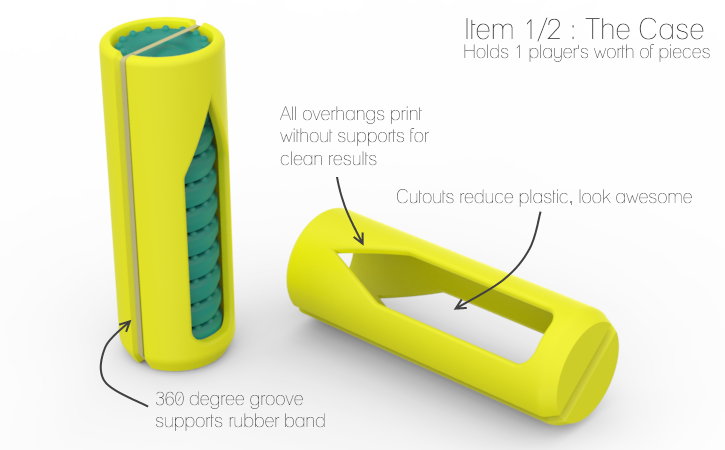 Item 1/2 : The Case
Holds 1 player's worth of pieces
All overhangs print
without supports for
clean results
Cutouts reduce plastic, look awesome
360 degree groove
supports rubber band